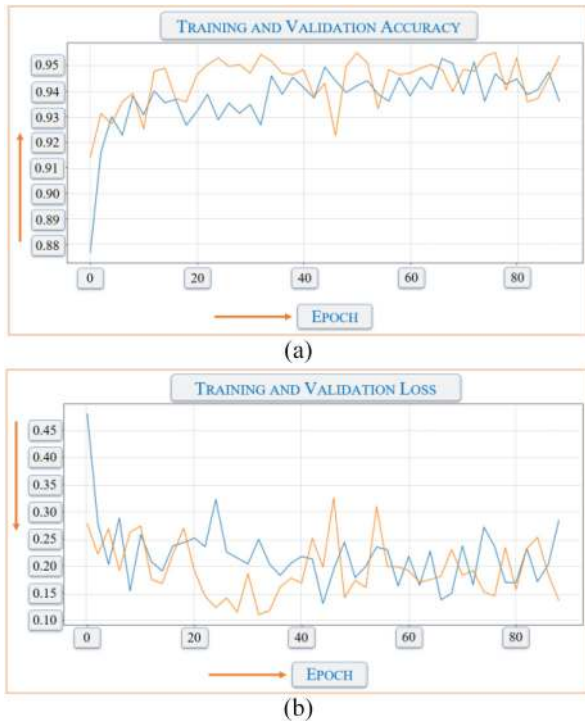 TRAINING AND VALIDATION ACCURACY
0.95
0.94
0.93
0.92
0.91
0.90
0.89
0.88
0 20 40 60 80
EPOCH
(a)
TRAINING AND VALIDATION LOSS
0.45
0.40
0.35
0.30
0.25
0.20
0.15
0.10
0 20 40 60 80
EPOCH
(b)